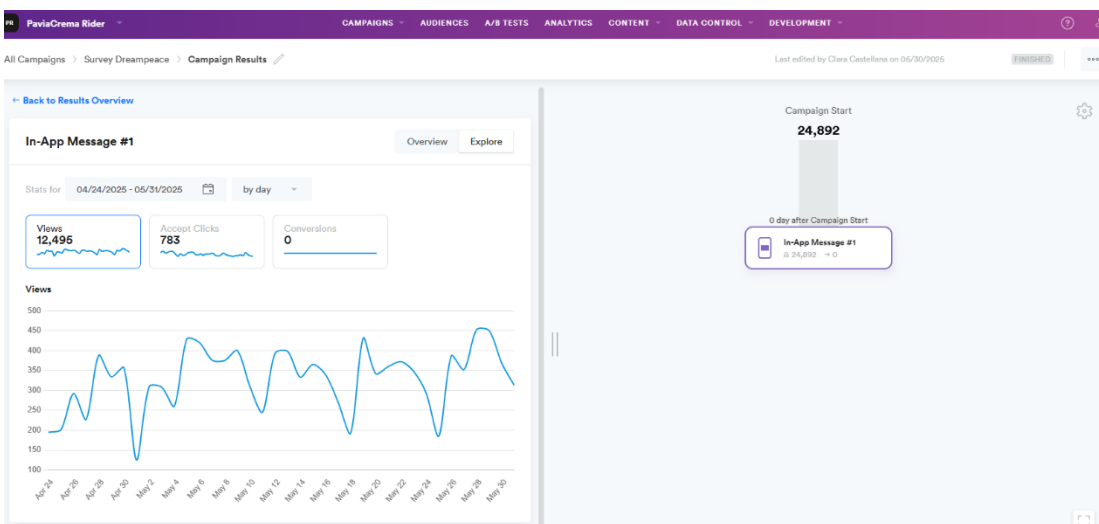 PR PaviaCrema Rider CAMPAIGNS AUDIENCES A/B TESTS ANALYTICS CONTENT DATA CONTROL DEVELOPMENT ?
All Campaigns > Survey Dreampeace > Campaign Results Last edited by Clara Castellana on 06/30/2025 FINISHED
← Back to Results Overview
In-App Message #1 Overview Explore
Stats for 04/24/2025 - 05/31/2025 by day
Views
12,495
Accept Clicks
783
Conversions
0
Views
500
450
400
350
300
250
200
150
100
Apr 24 Apr 26 Apr 28 Apr 30 May 2 May 4 May 6 May 8 May 10 May 12 May 14 May 16 May 18 May 20 May 22 May 24 May 26 May 28 May 30
Campaign Start
24,892
0 day after Campaign Start
In-App Message #1
24,892 → 0